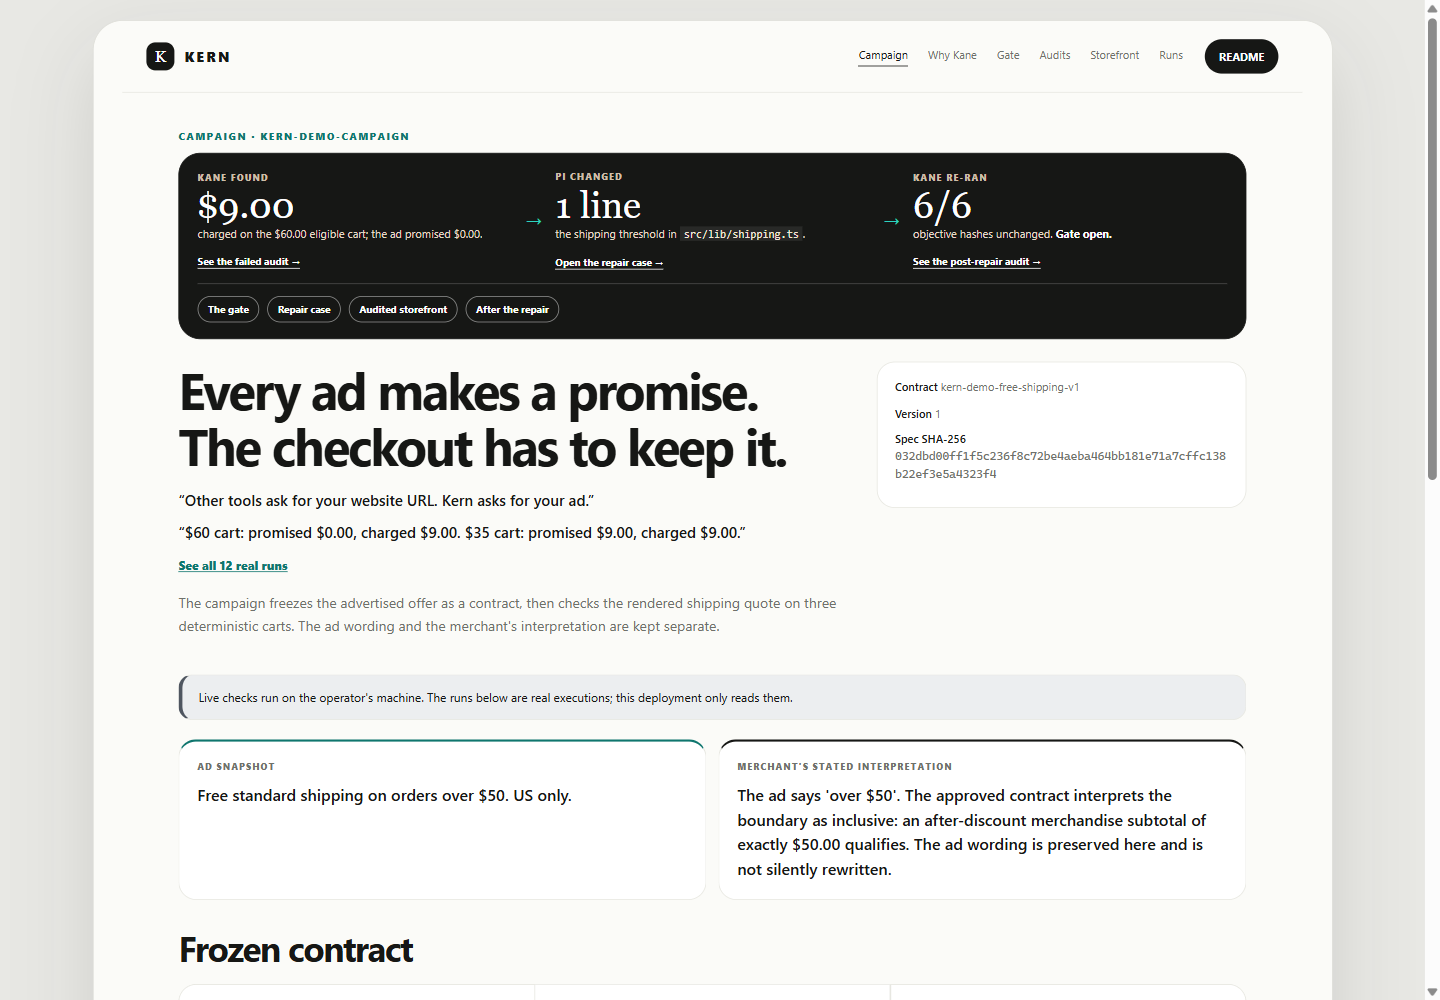 K KERN
Campaign Why Kane Gate Audits Storefront Runs README
CAMPAIGN · KERN-DEMO-CAMPAIGN
KANE FOUND
$9.00
charged on the $60.00 eligible cart; the ad promised $0.00.
See the failed audit →
→
PI CHANGED
1 line
the shipping threshold in src/lib/shipping.ts.
Open the repair case →
→
KANE RE-RAN
6/6
objective hashes unchanged. Gate open.
See the post-repair audit →
The gate Repair case Audited storefront After the repair
Every ad makes a promise.
The checkout has to keep it.
“Other tools ask for your website URL. Kern asks for your ad.”
“$60 cart: promised $0.00, charged $9.00. $35 cart: promised $9.00, charged $9.00.”
See all 12 real runs
The campaign freezes the advertised offer as a contract, then checks the rendered shipping quote on three
deterministic carts. The ad wording and the merchant's interpretation are kept separate.
Contract kern-demo-free-shipping-v1
Version 1
Spec SHA-256
032dbd00ff1f5c236f8c72be4aeba464bb181e71a7cffc138
b22ef3e5a4323f4
Live checks run on the operator's machine. The runs below are real executions; this deployment only reads them.
AD SNAPSHOT
Free standard shipping on orders over $50. US only.
MERCHANT'S STATED INTERPRETATION
The ad says 'over $50'. The approved contract interprets the
boundary as inclusive: an after-discount merchandise subtotal of
exactly $50.00 qualifies. The ad wording is preserved here and is
not silently rewritten.
Frozen contract